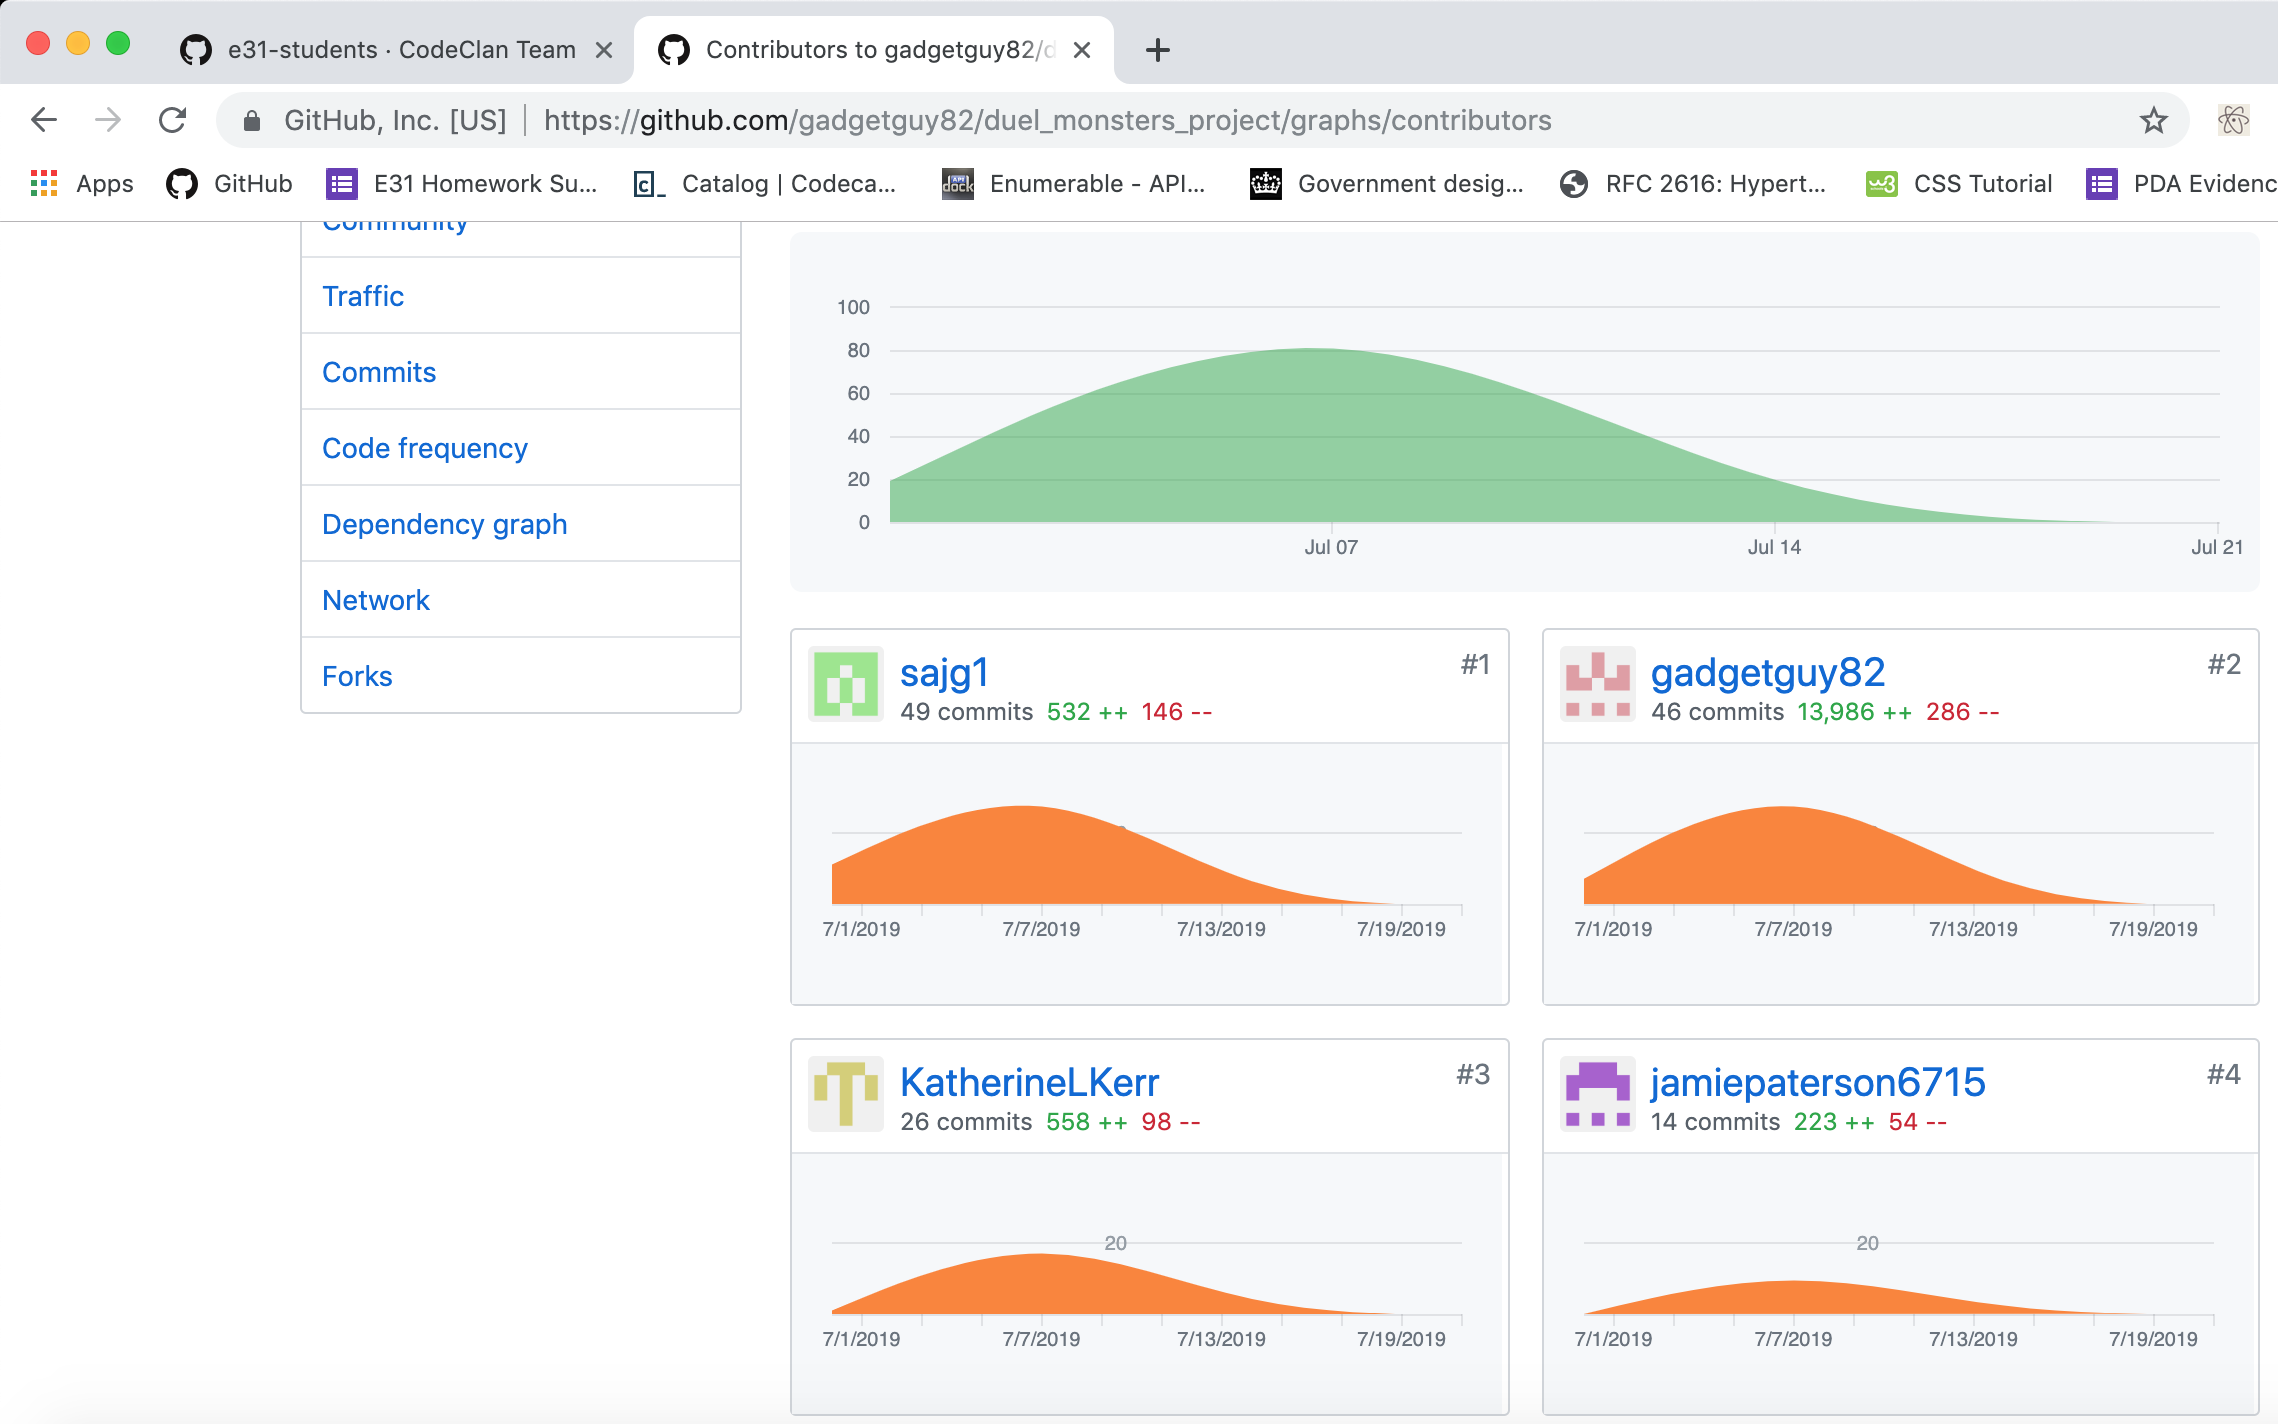 e31-students · CodeClan Team
Contributors to gadgetguy82/d
GitHub, Inc. [US] | https://github.com/gadgetguy82/duel_monsters_project/graphs/contributors
Apps GitHub E31 Homework Su... Catalog | Codeca... Enumerable - API... Government desig... RFC 2616: Hypert... CSS Tutorial PDA Evidenc
Community
Traffic
Commits
Code frequency
Dependency graph
Network
Forks
100
80
60
40
20
0
Jul 07 Jul 14 Jul 21
sajg1 #1
49 commits 532 ++ 146 --
7/1/2019 7/7/2019 7/13/2019 7/19/2019
gadgetguy82 #2
46 commits 13,986 ++ 286 --
7/1/2019 7/7/2019 7/13/2019 7/19/2019
KatherineLKerr #3
26 commits 558 ++ 98 --
20
7/1/2019 7/7/2019 7/13/2019 7/19/2019
jamiepaterson6715 #4
14 commits 223 ++ 54 --
20
7/1/2019 7/7/2019 7/13/2019 7/19/2019